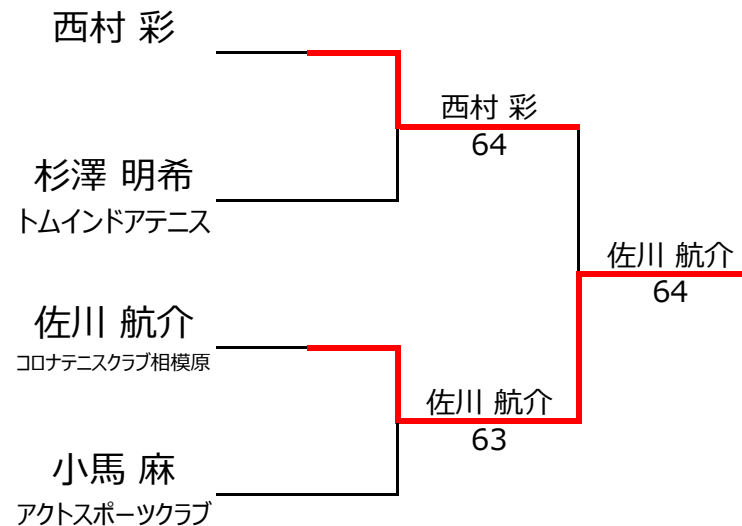 西村 彩
杉澤 明希
トムインドアテニス
佐川 航介
コロナテニスクラブ相模原
小馬 麻
アクトスポーツクラブ
西村 彩
64
佐川 航介
63
佐川 航介
64